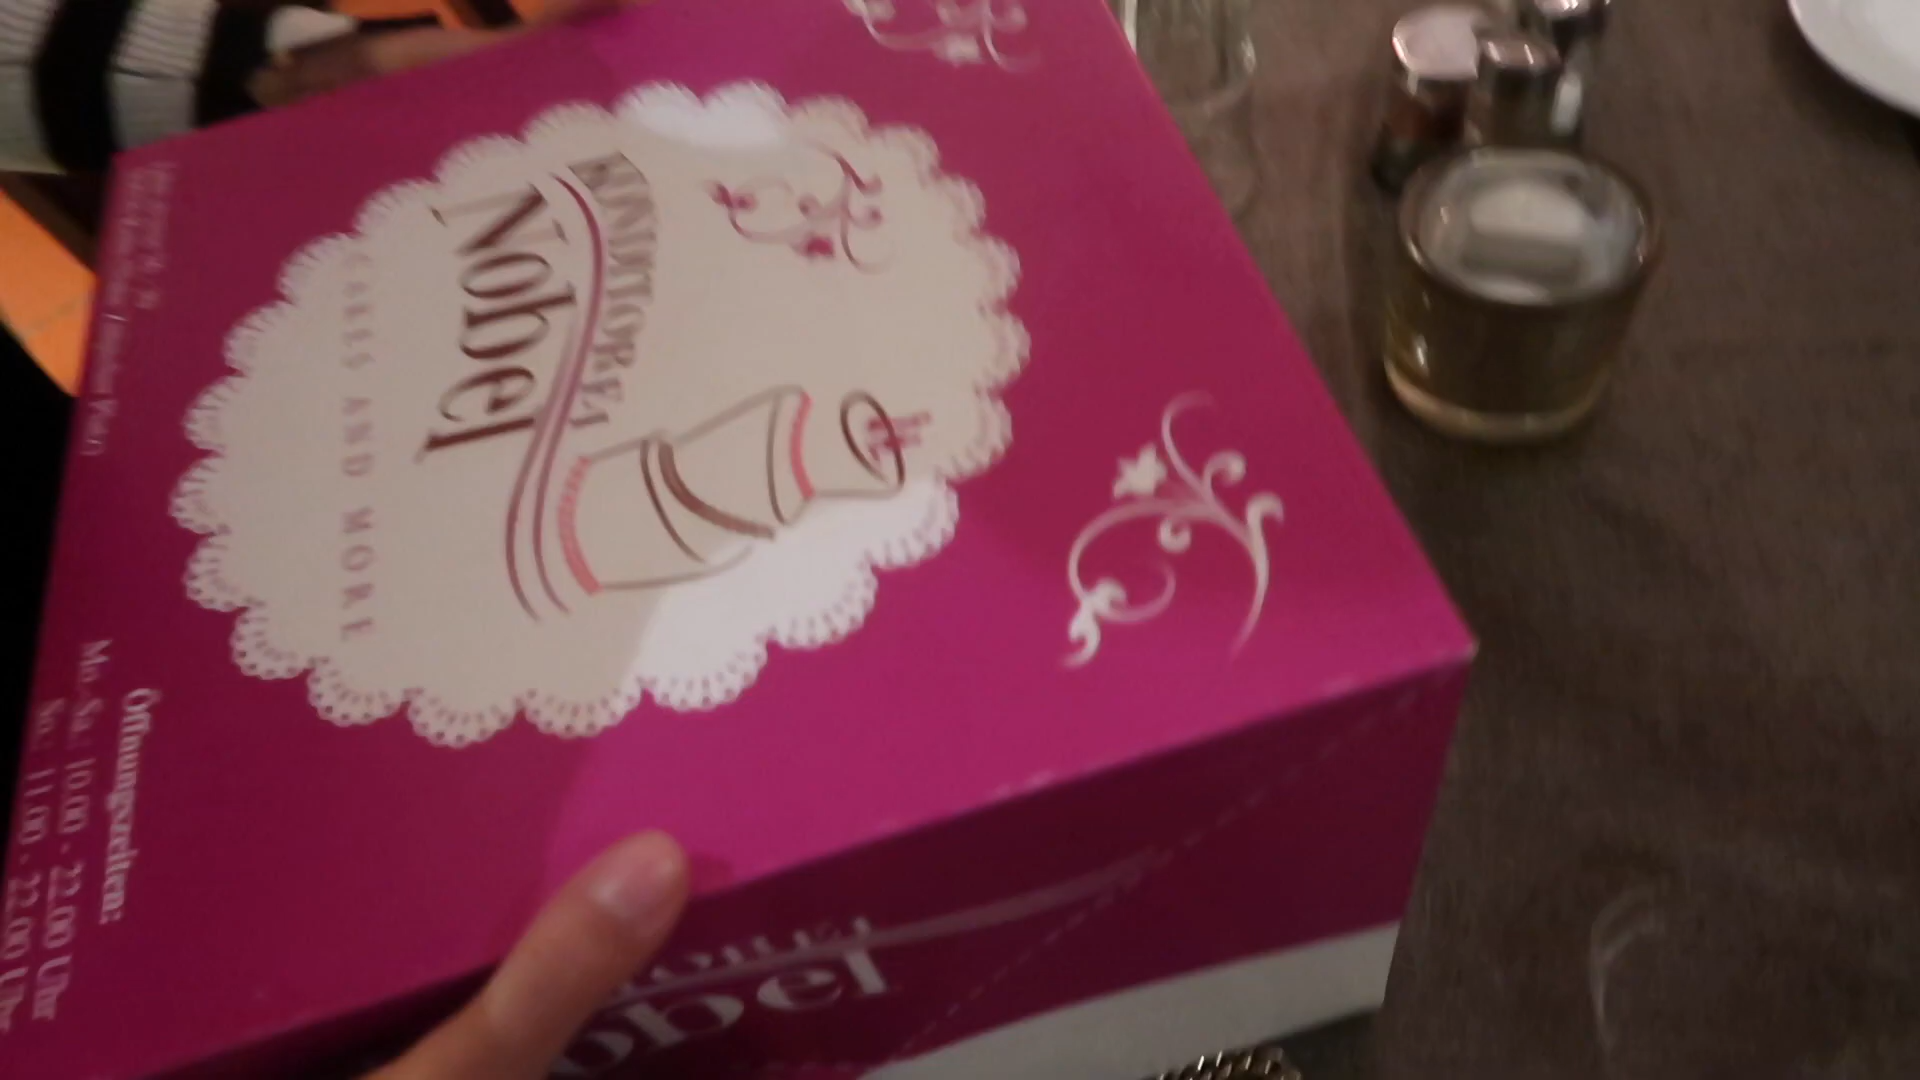 KONDITOREI
Nobel
CAKES AND MORE
Öffnungszeiten:
Mo-Sa: 10.00 - 22.00 Uhr
So: 11.00 - 22.00 Uhr